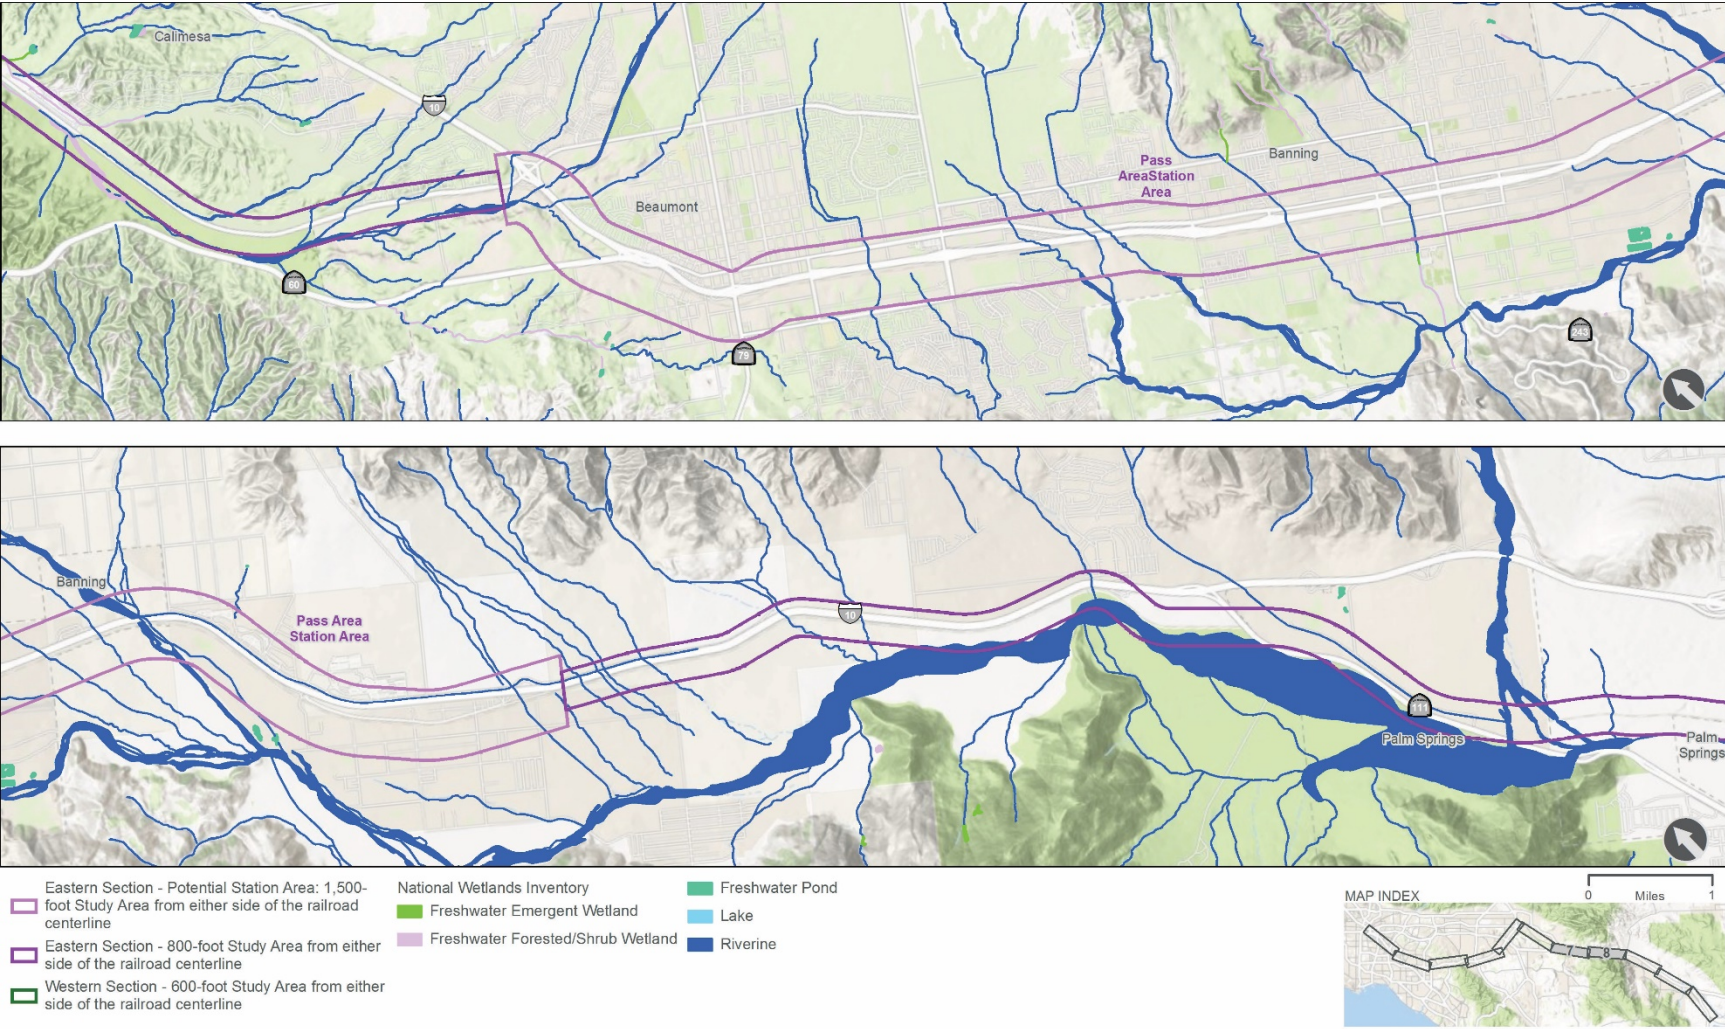 Calimesa
10
Pass
AreaStation
Area
Banning
Beaumont
60
79
243
Banning
Pass Area
Station Area
10
111
Palm Springs
Palm
Springs
Eastern Section - Potential Station Area: 1,500-
foot Study Area from either side of the railroad
centerline
Eastern Section - 800-foot Study Area from either
side of the railroad centerline
Western Section - 600-foot Study Area from either
side of the railroad centerline
National Wetlands Inventory
Freshwater Emergent Wetland
Freshwater Forested/Shrub Wetland
Freshwater Pond
Lake
Riverine
0 Miles 1
MAP INDEX
7
8